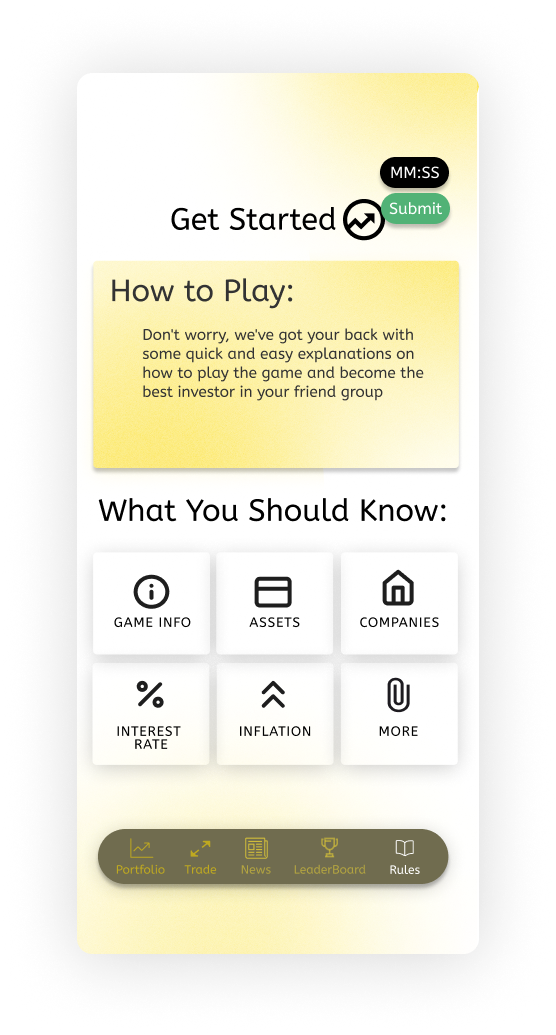 MM:SS
Submit
Get Started
How to Play:
Don't worry, we've got your back with
some quick and easy explanations on
how to play the game and become the
best investor in your friend group
What You Should Know:
GAME INFO
ASSETS
COMPANIES
INTEREST
RATE
INFLATION
MORE
Portfolio
Trade
News
LeaderBoard
Rules